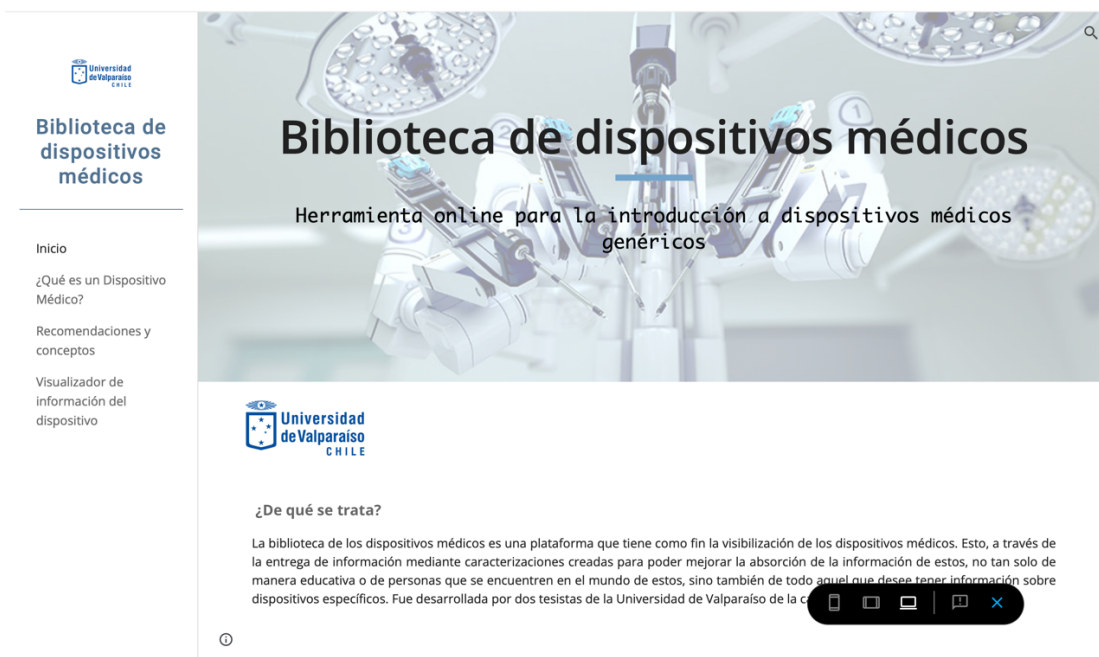 Universidad
de Valparaíso
CHILE
Biblioteca de
dispositivos
médicos
Inicio
¿Qué es un Dispositivo
Médico?
Recomendaciones y
conceptos
Visualizador de
información del
dispositivo
Biblioteca de dispositivos médicos
Herramienta online para la introducción a dispositivos médicos
genéricos
1
2
3
Universidad
de Valparaíso
CHILE
¿De qué se trata?
La biblioteca de los dispositivos médicos es una plataforma que tiene como fin la visibilización de los dispositivos médicos. Esto, a través de
la entrega de información mediante caracterizaciones creadas para poder mejorar la absorción de la información de estos, no tan solo de
manera educativa o de personas que se encuentren en el mundo de estos, sino también de todo aquel que desee tener información sobre
dispositivos específicos. Fue desarrollada por dos tesistas de la Universidad de Valparaíso de la